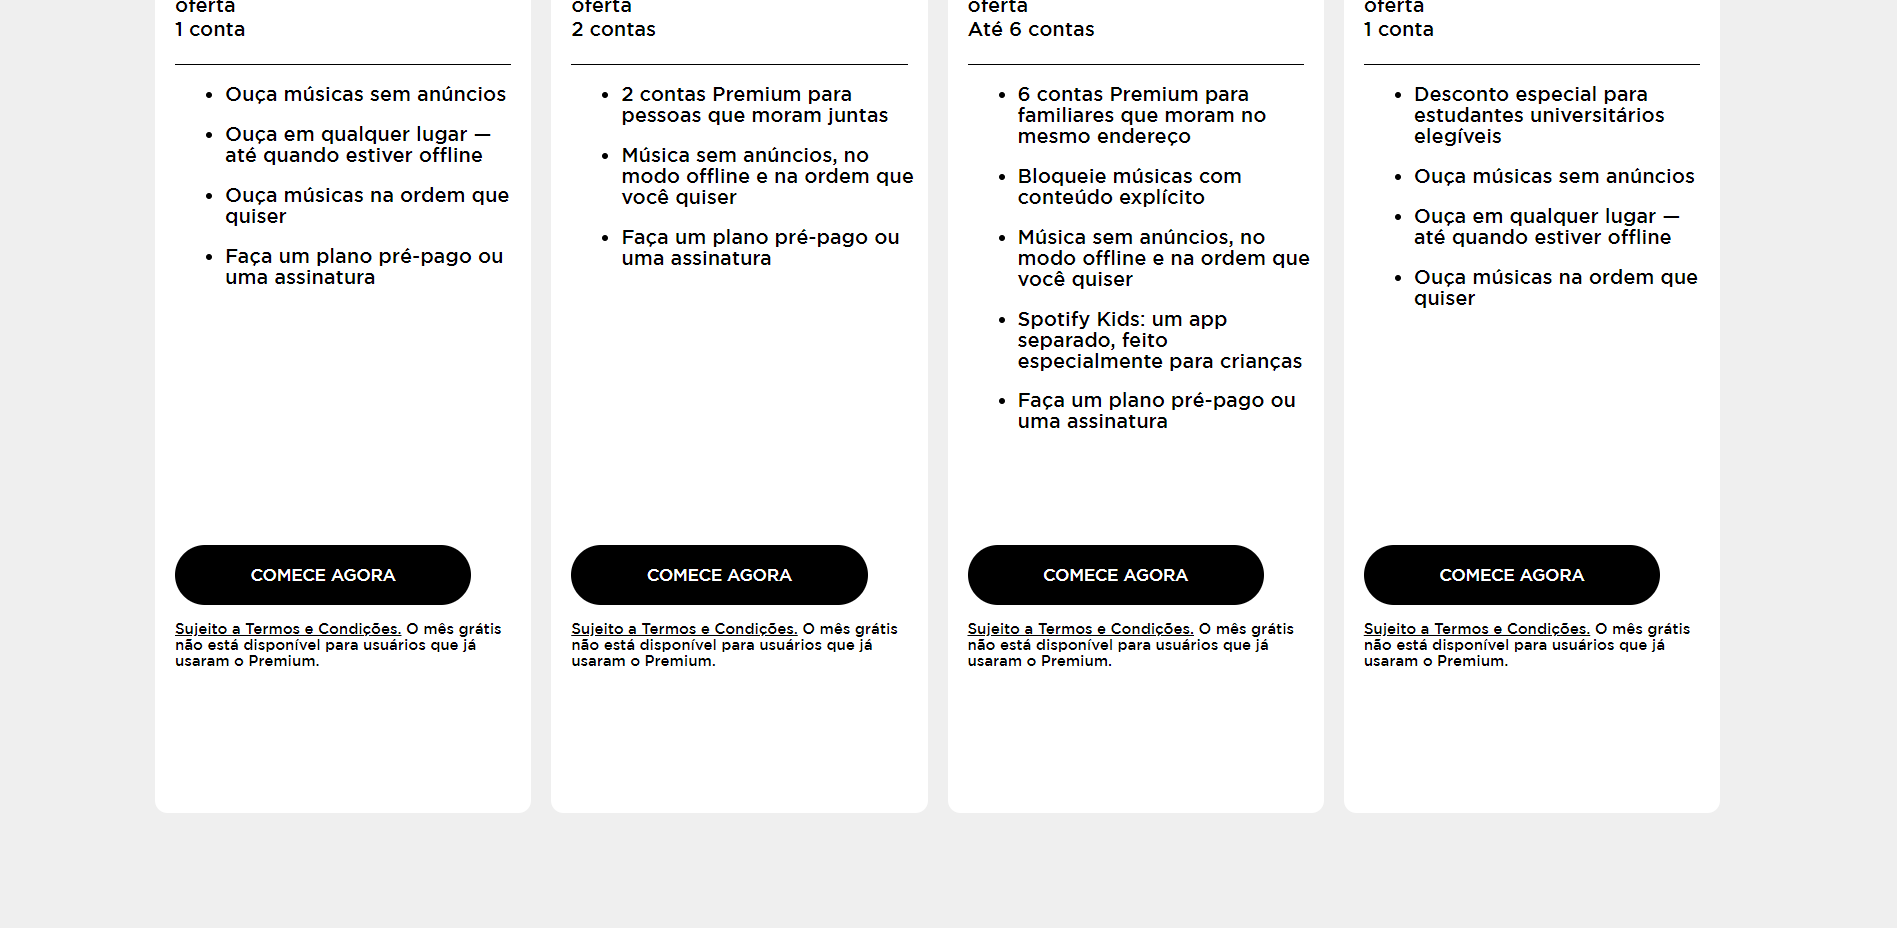 oferta
1 conta
Ouça músicas sem anúncios
Ouça em qualquer lugar —
até quando estiver offline
Ouça músicas na ordem que
quiser
Faça um plano pré-pago ou
uma assinatura
COMECE AGORA
Sujeito a Termos e Condições. O mês grátis
não está disponível para usuários que já
usaram o Premium.
oferta
2 contas
2 contas Premium para
pessoas que moram juntas
Música sem anúncios, no
modo offline e na ordem que
você quiser
Faça um plano pré-pago ou
uma assinatura
COMECE AGORA
Sujeito a Termos e Condições. O mês grátis
não está disponível para usuários que já
usaram o Premium.
oferta
Até 6 contas
6 contas Premium para
familiares que moram no
mesmo endereço
Bloqueie músicas com
conteúdo explícito
Música sem anúncios, no
modo offline e na ordem que
você quiser
Spotify Kids: um app
separado, feito
especialmente para crianças
Faça um plano pré-pago ou
uma assinatura
COMECE AGORA
Sujeito a Termos e Condições. O mês grátis
não está disponível para usuários que já
usaram o Premium.
oferta
1 conta
Desconto especial para
estudantes universitários
elegíveis
Ouça músicas sem anúncios
Ouça em qualquer lugar —
até quando estiver offline
Ouça músicas na ordem que
quiser
COMECE AGORA
Sujeito a Termos e Condições. O mês grátis
não está disponível para usuários que já
usaram o Premium.